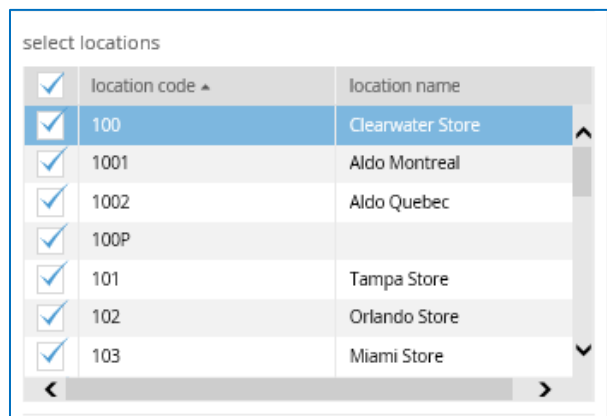 select locations
location code location name
100 Clearwater Store
1001 Aldo Montreal
1002 Aldo Quebec
100P
101 Tampa Store
102 Orlando Store
103 Miami Store